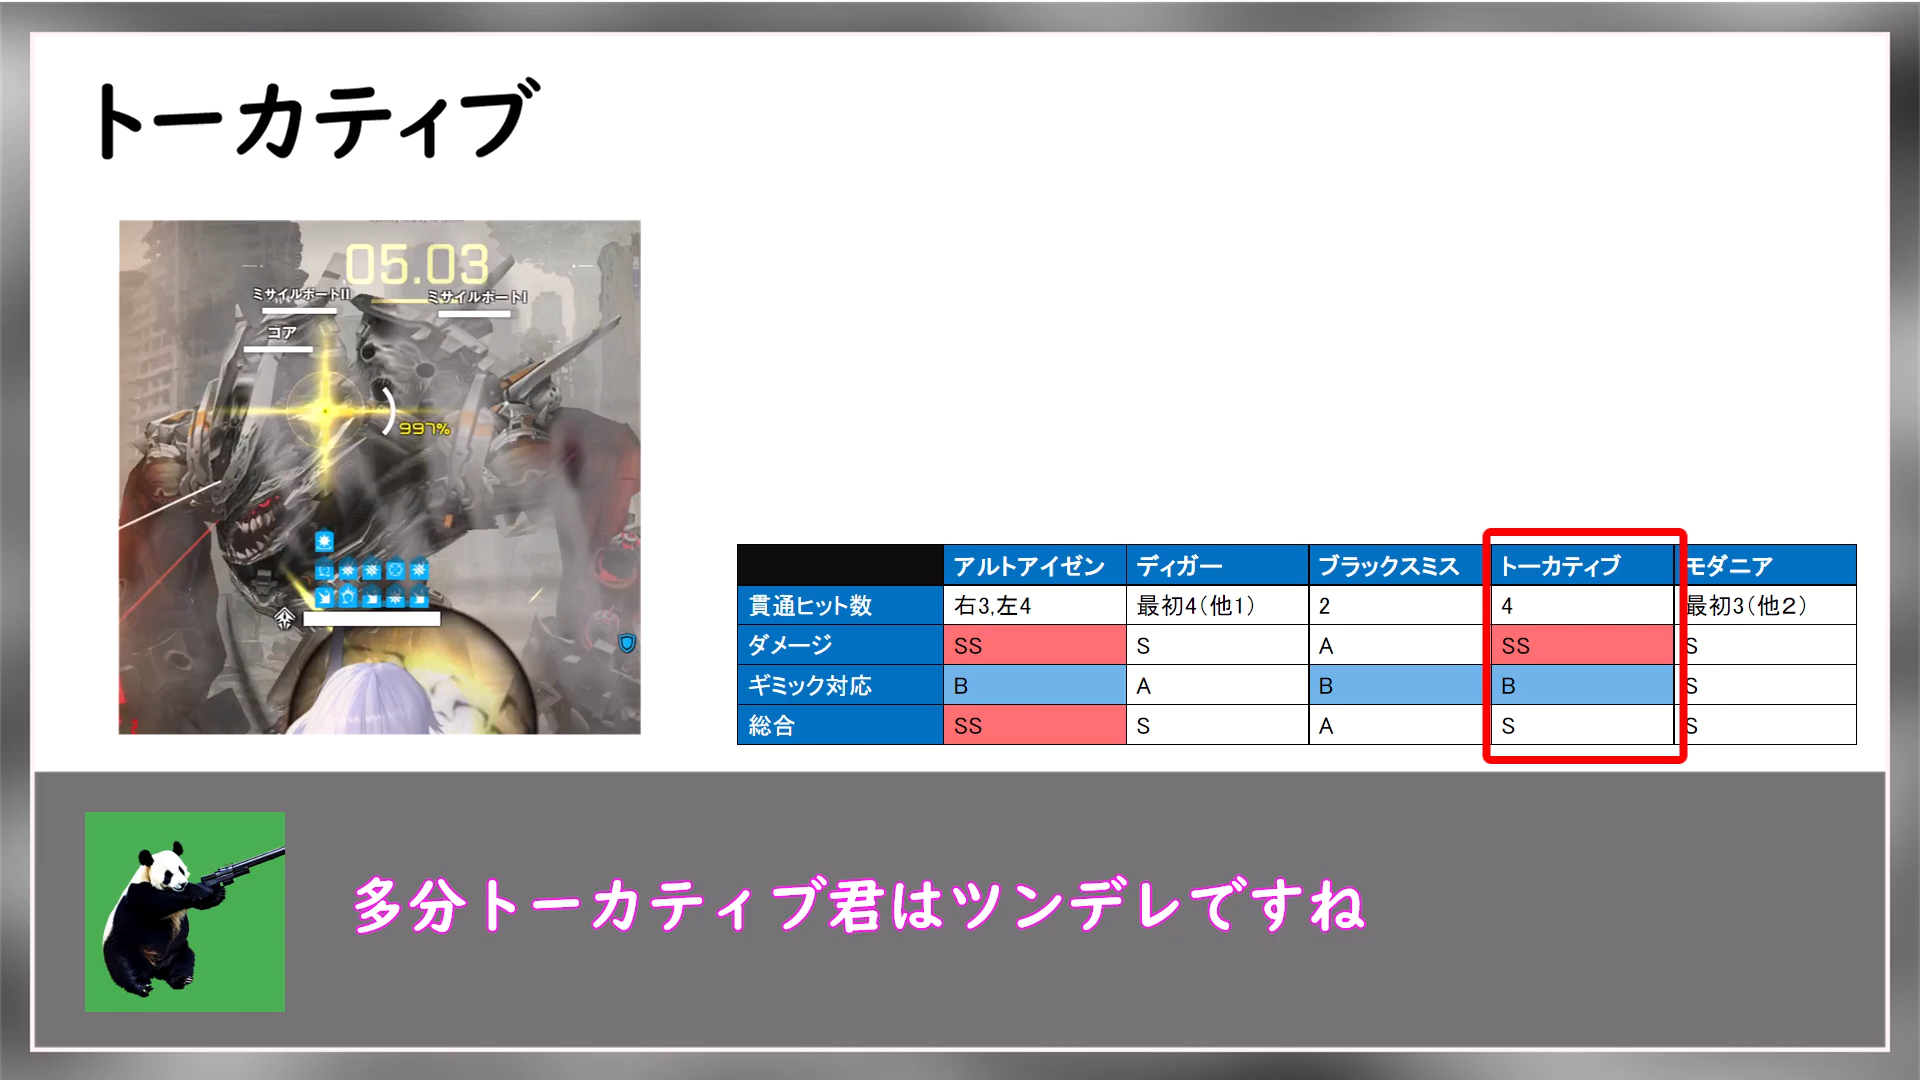 トーカティブ
05.03
ミサイルポートII
ミサイルポートI
コア
997%
アルトアイゼン ディガー ブラックスミス トーカティブ モダニア
貫通ヒット数 右3,左4 最初4(他1) 2 4 最初3(他2)
ダメージ SS S A SS S
ギミック対応 B A B B S
総合 SS S A S S
多分トーカティブ君はツンデレですね